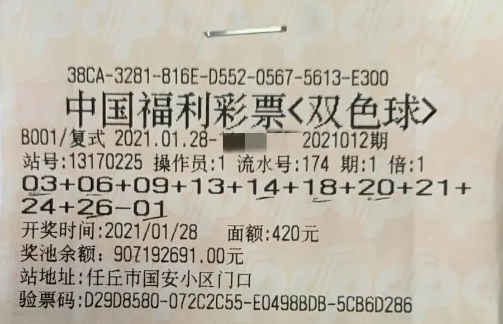 38CA-3281-816E-D552-0567-5613-E300
中国福利彩票<双色球>
B001/复式 2021.01.28- 2021012期
站号:13170225 操作员:1 流水号:174 期:1 倍:1
03+06+09+13+14+18+20+21+
24+26-01
开奖时间:2021/01/28 面额:420元
奖池余额: 907192691.00元
站地址:任丘市国安小区门口
验票码:D29D8580-072C2C55-E0498BDB-5CB6D286